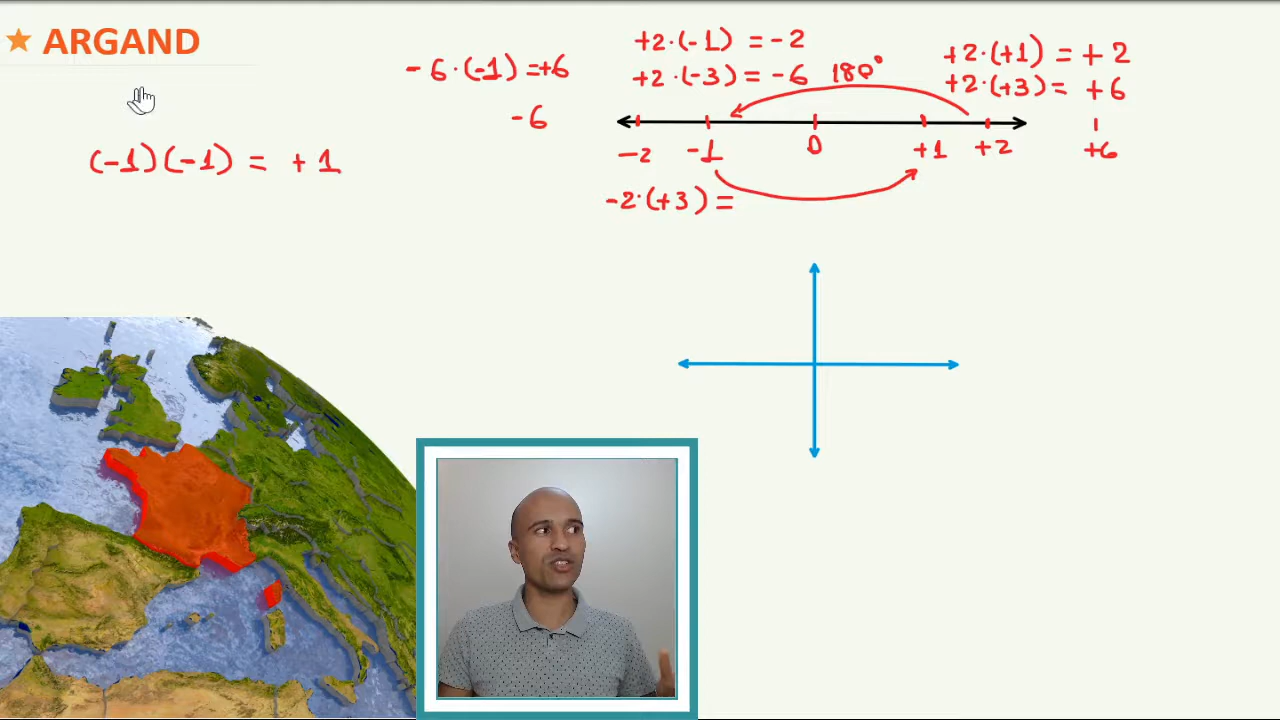 ARGAND
-6·(-1)=+6
-6
(-1)(-1) = +1
+2·(-1) = -2
+2·(-3) = -6
180°
+2·(+1) = +2
+2·(+3) = +6
-2 -1 0 +1 +2 +6
-2·(+3) =